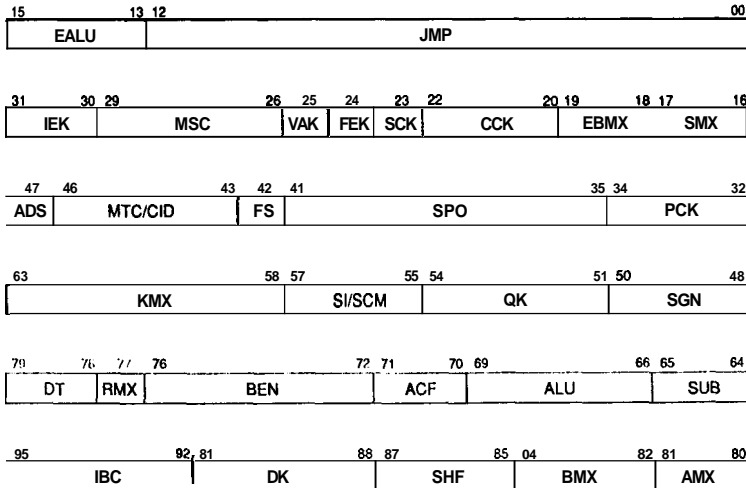 15 13 12 00
EALU JMP
31 30 29 26 25 24 23 22 20 19 18 17 16
IEK MSC VAK FEK SCK CCK EBMX SMX
47 46 43 42 41 35 34 32
ADS MTC/CID FS SPO PCK
63 58 57 55 54 51 50 48
KMX SI/SCM QK SGN
79 76 77 76 72 71 70 69 66 65 64
DT RMX BEN ACF ALU SUB
95 92 81 88 87 85 04 82 81 80
IBC DK SHF BMX AMX